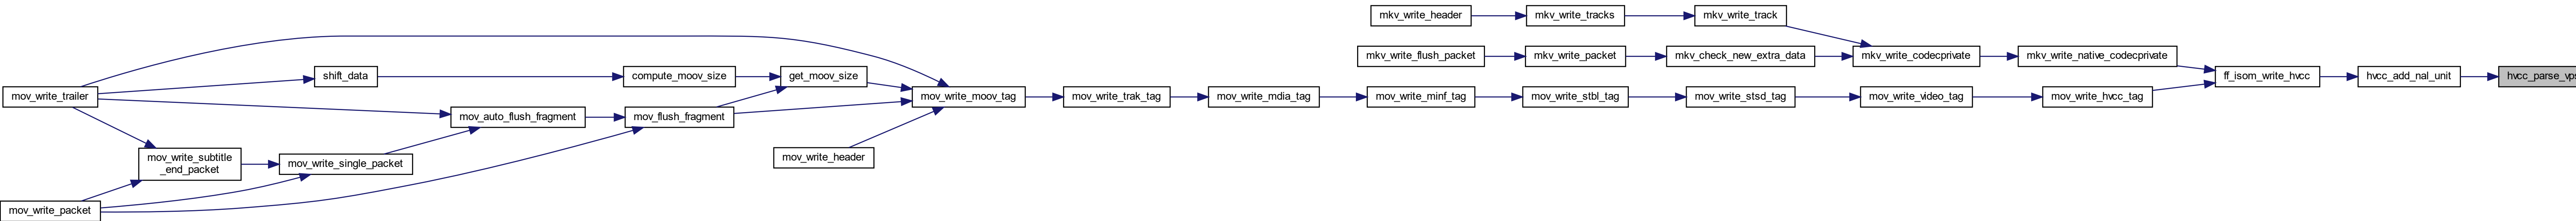 mkv_write_header
mkv_write_tracks
mkv_write_track
mkv_write_flush_packet
mkv_write_packet
mkv_check_new_extra_data
mkv_write_codecprivate
mkv_write_native_codecprivate
shift_data
compute_moov_size
get_moov_size
ff_isom_write_hvcc
hvcc_add_nal_unit
hvcc_parse_vps
mov_write_trailer
mov_write_moov_tag
mov_write_trak_tag
mov_write_mdia_tag
mov_write_minf_tag
mov_write_stbl_tag
mov_write_stsd_tag
mov_write_video_tag
mov_write_hvcc_tag
mov_auto_flush_fragment
mov_flush_fragment
mov_write_subtitle
_end_packet
mov_write_single_packet
mov_write_header
mov_write_packet